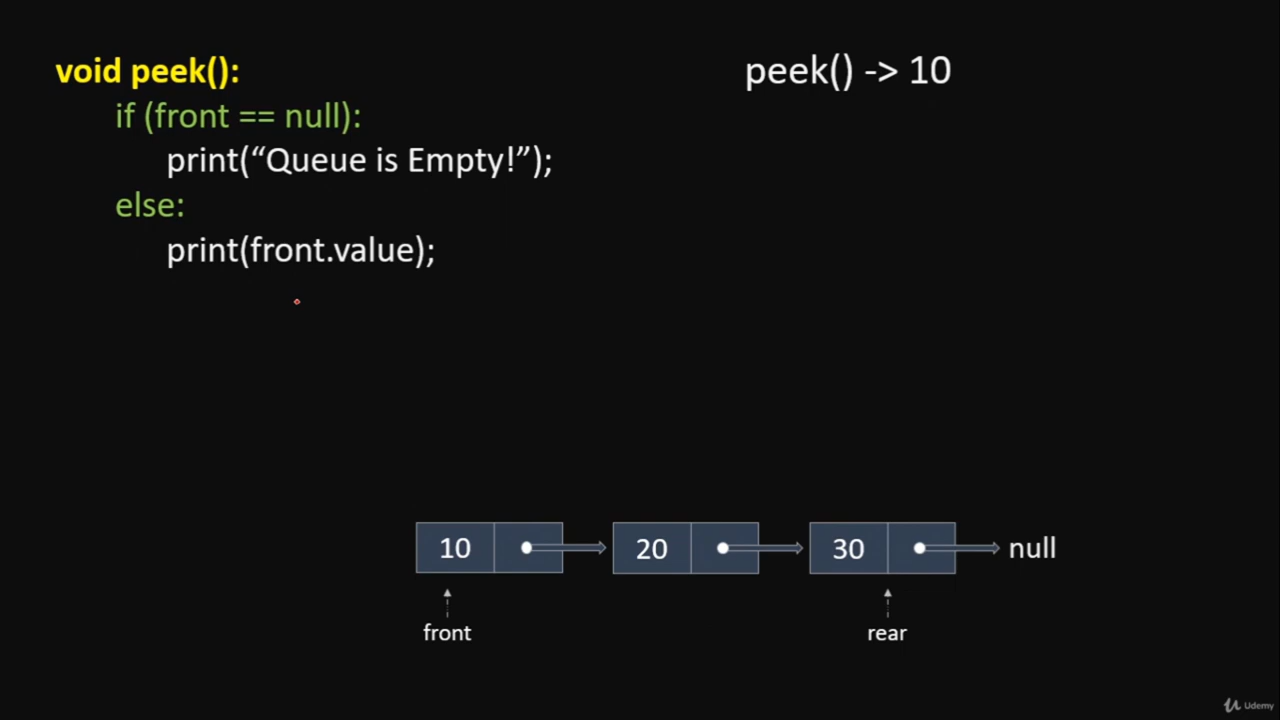 void peek():
if (front == null):
print(“Queue is Empty!”);
else:
print(front.value);
peek() -> 10
10
20
30
null
front
rear
Udemy